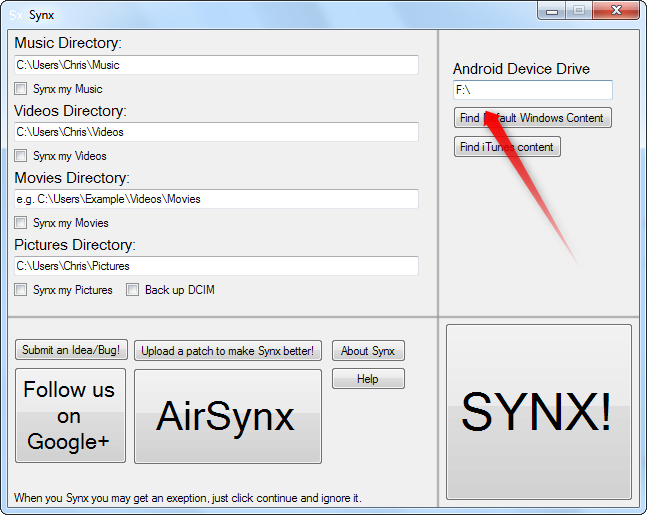 Sx Synx
Music Directory:
C:\Users\Chris\Music
Synx my Music
Videos Directory:
C:\Users\Chris\Videos
Synx my Videos
Movies Directory:
e.g. C:\Users\Example\Videos\Movies
Synx my Movies
Pictures Directory:
C:\Users\Chris\Pictures
Synx my Pictures Back up DCIM
Android Device Drive
F:\
Find Default Windows Content
Find iTunes content
Submit an Idea/Bug! Upload a patch to make Synx better! About Synx
Help
Follow us
on
Google+
AirSynx
SYNX!
When you Synx you may get an exeption, just click continue and ignore it.